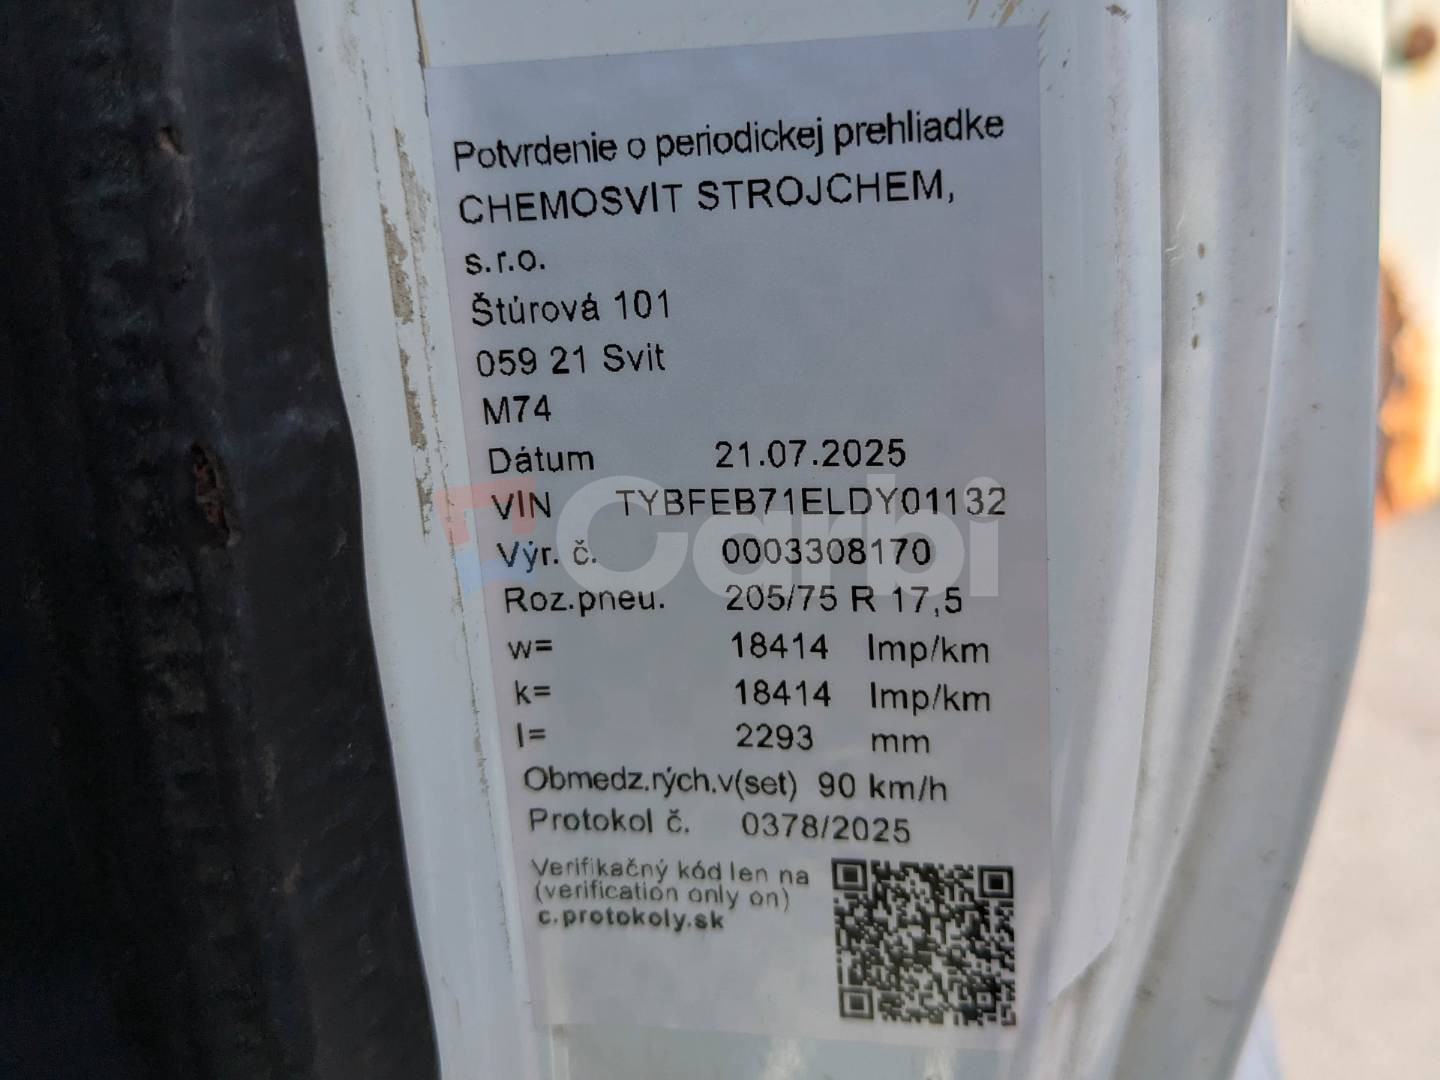 Potvrdenie o periodickej prehliadke
CHEMOSVIT STROJCHEM,
s.r.o.
Štúrová 101
059 21 Svit
M74
Dátum 21.07.2025
VIN TYBFEB71ELDY01132
Výr. č. 0003308170
Roz.pneu. 205/75 R 17,5
w= 18414 Imp/km
k= 18414 Imp/km
l= 2293 mm
Obmedz.rých.v(set) 90 km/h
Protokol č. 0378/2025
Verifikačný kód len na
(verification only on)
c.protokoly.sk
Carbi